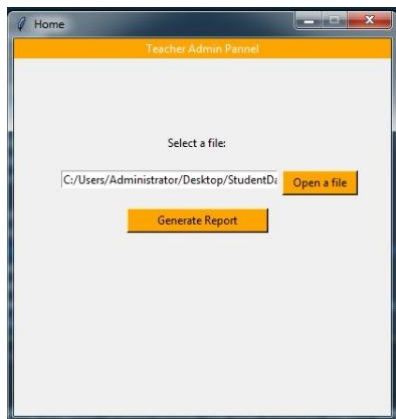 Home
Teacher Admin Pannel
Select a file:
C:/Users/Administrator/Desktop/StudentDa Open a file
Generate Report